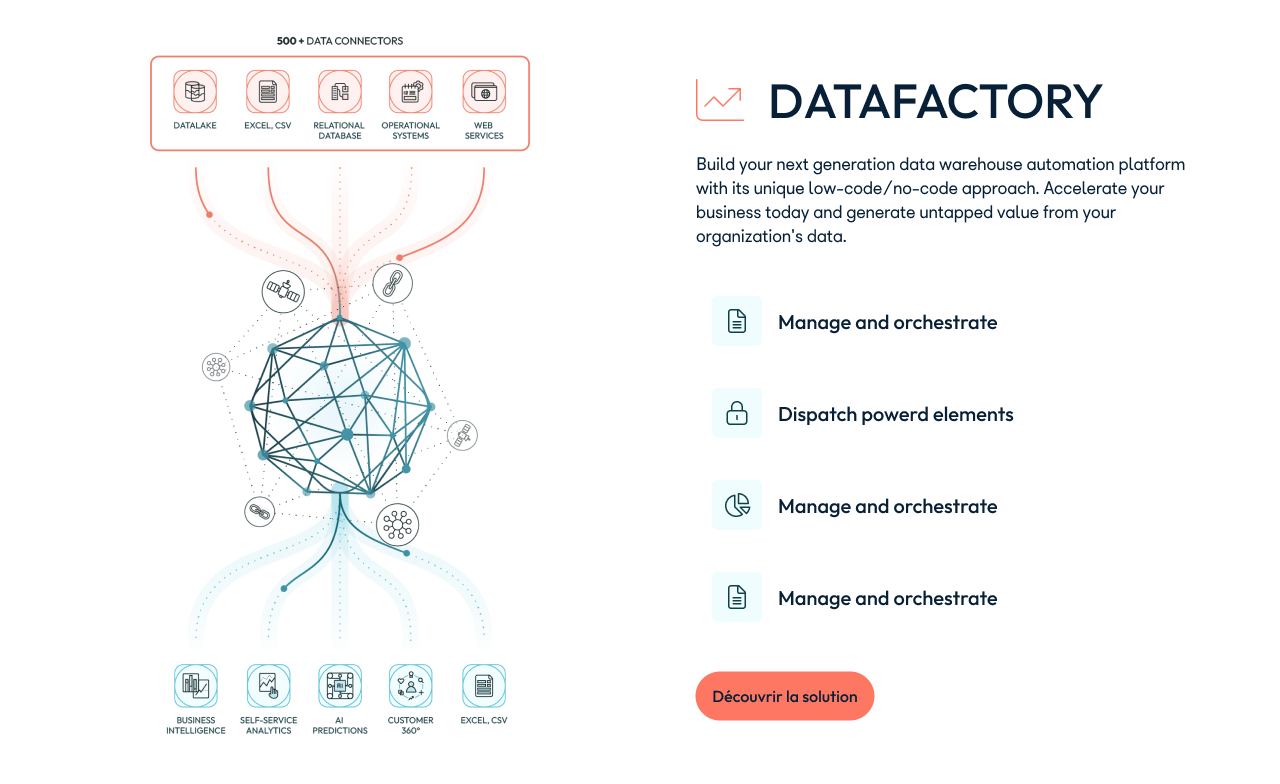 500 + DATA CONNECTORS
DATALAKE
EXCEL, CSV
RELATIONAL
DATABASE
OPERATIONAL
SYSTEMS
WEB
SERVICES
BUSINESS
INTELLIGENCE
SELF-SERVICE
ANALYTICS
AI
AI
PREDICTIONS
CUSTOMER
360°
EXCEL, CSV
DATAFACTORY
Build your next generation data warehouse automation platform
with its unique low-code/no-code approach. Accelerate your
business today and generate untapped value from your
organization's data.
Manage and orchestrate
Dispatch powerd elements
Manage and orchestrate
Manage and orchestrate
Découvrir la solution